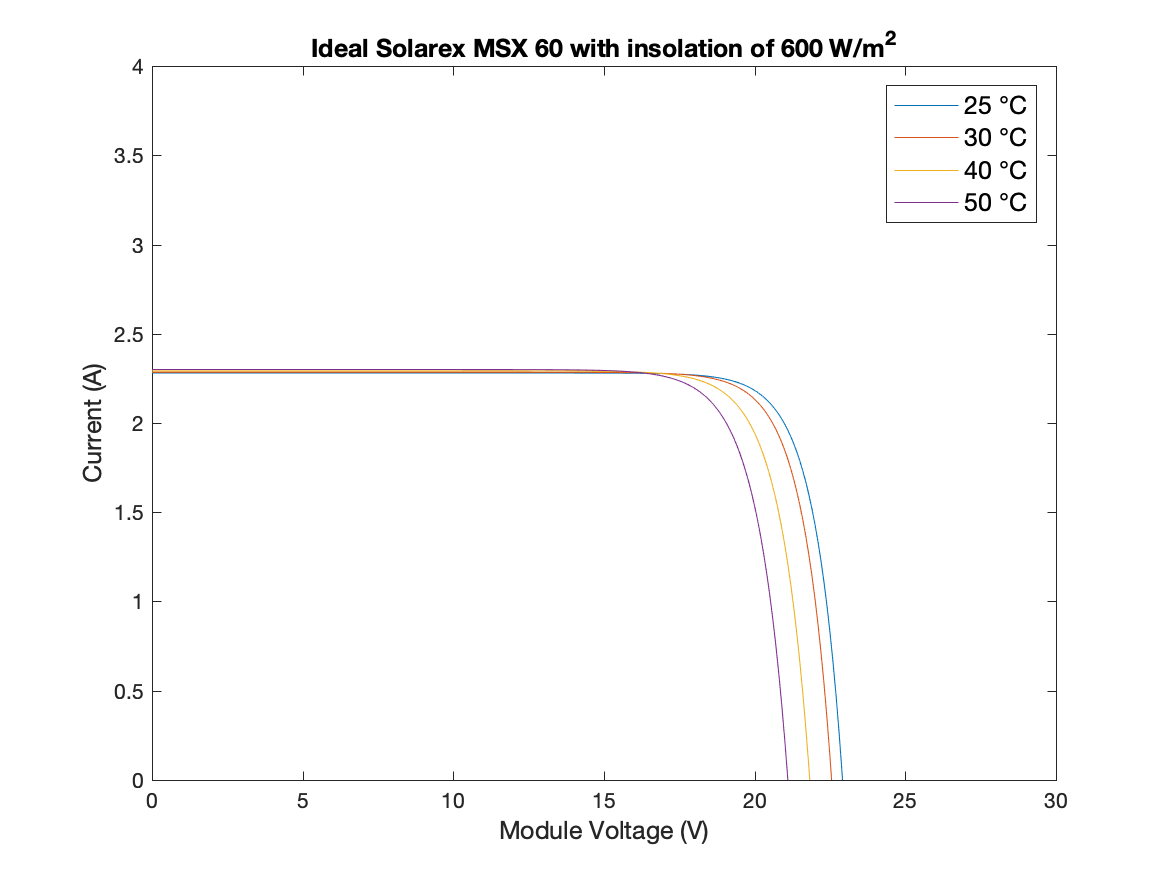 Ideal Solarex MSX 60 with insolation of 600 W/m²
4
3.5
3
2.5
2
1.5
1
0.5
0
Current (A)
25 °C
30 °C
40 °C
50 °C
0 5 10 15 20 25 30
Module Voltage (V)